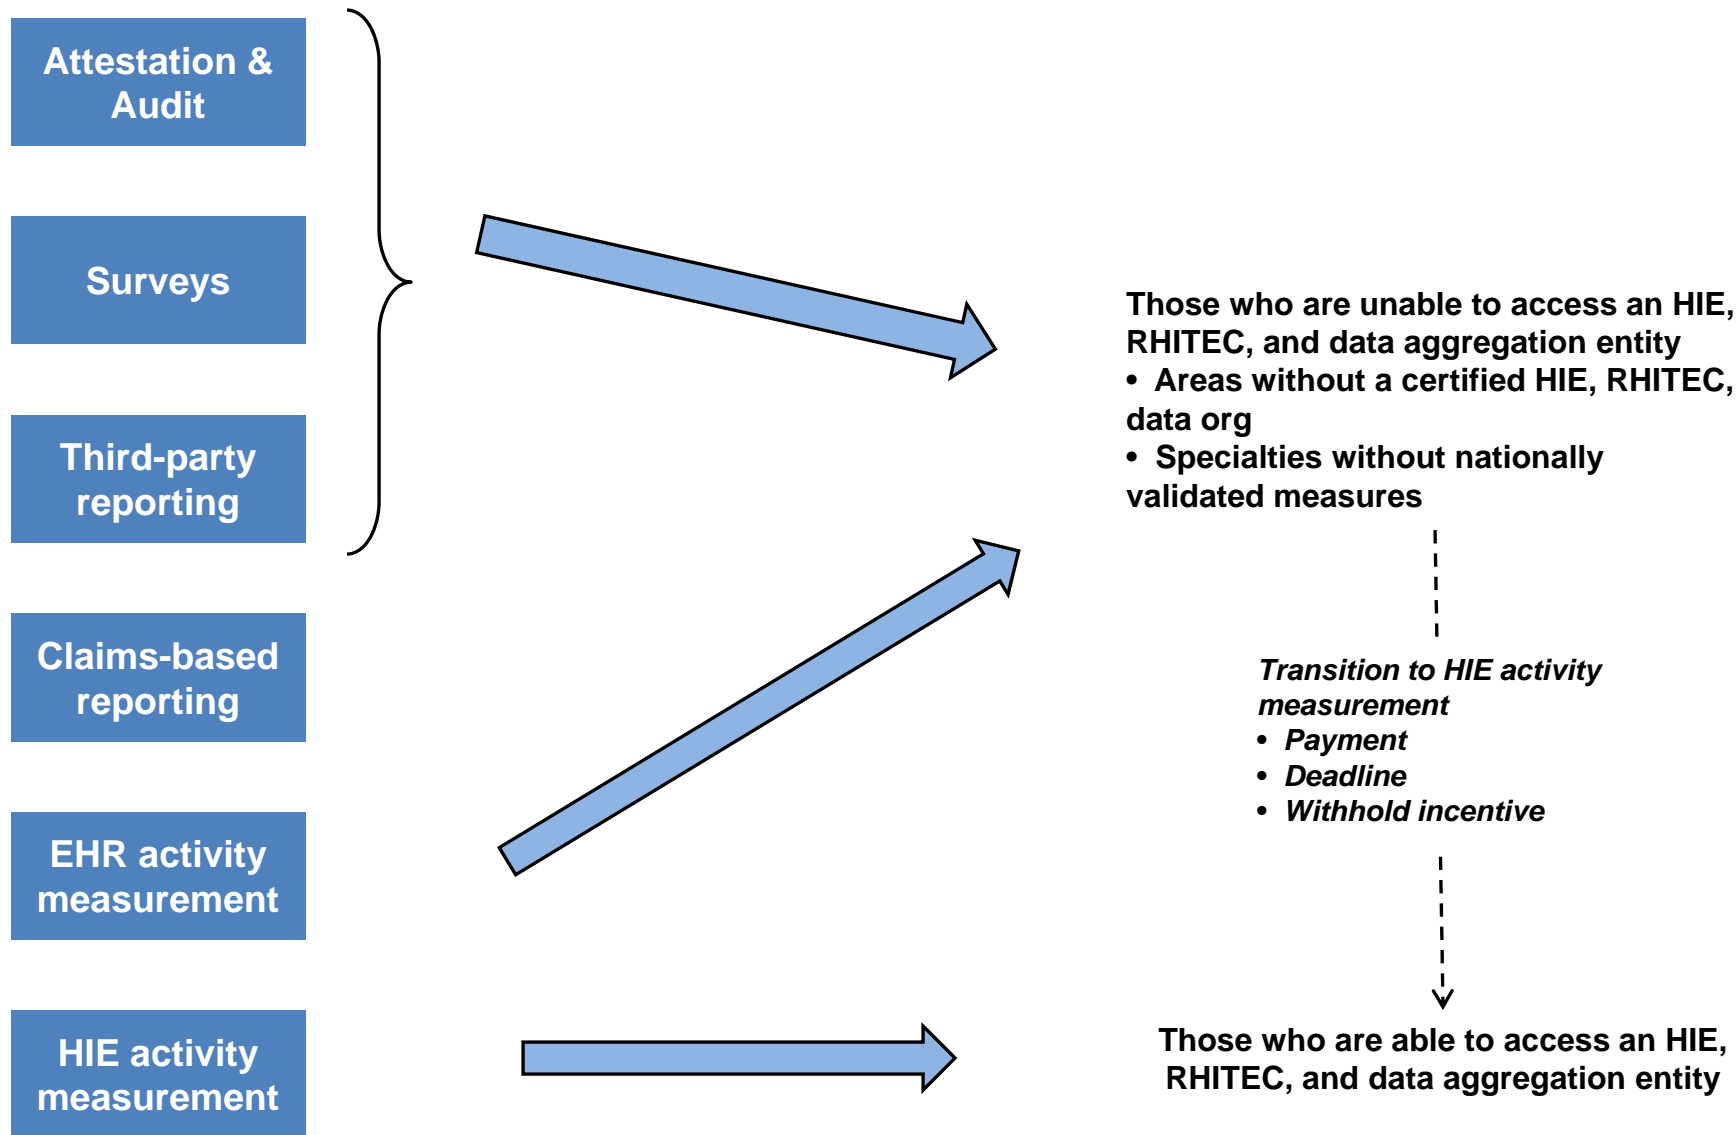 Attestation &
Audit
Surveys
Third-party
reporting
Claims-based
reporting
EHR activity
measurement
HIE activity
measurement
Those who are unable to access an HIE,
RHITEC, and data aggregation entity
• Areas without a certified HIE, RHITEC,
data org
• Specialties without nationally
validated measures
Transition to HIE activity
measurement
• Payment
• Deadline
• Withhold incentive
Those who are able to access an HIE,
RHITEC, and data aggregation entity